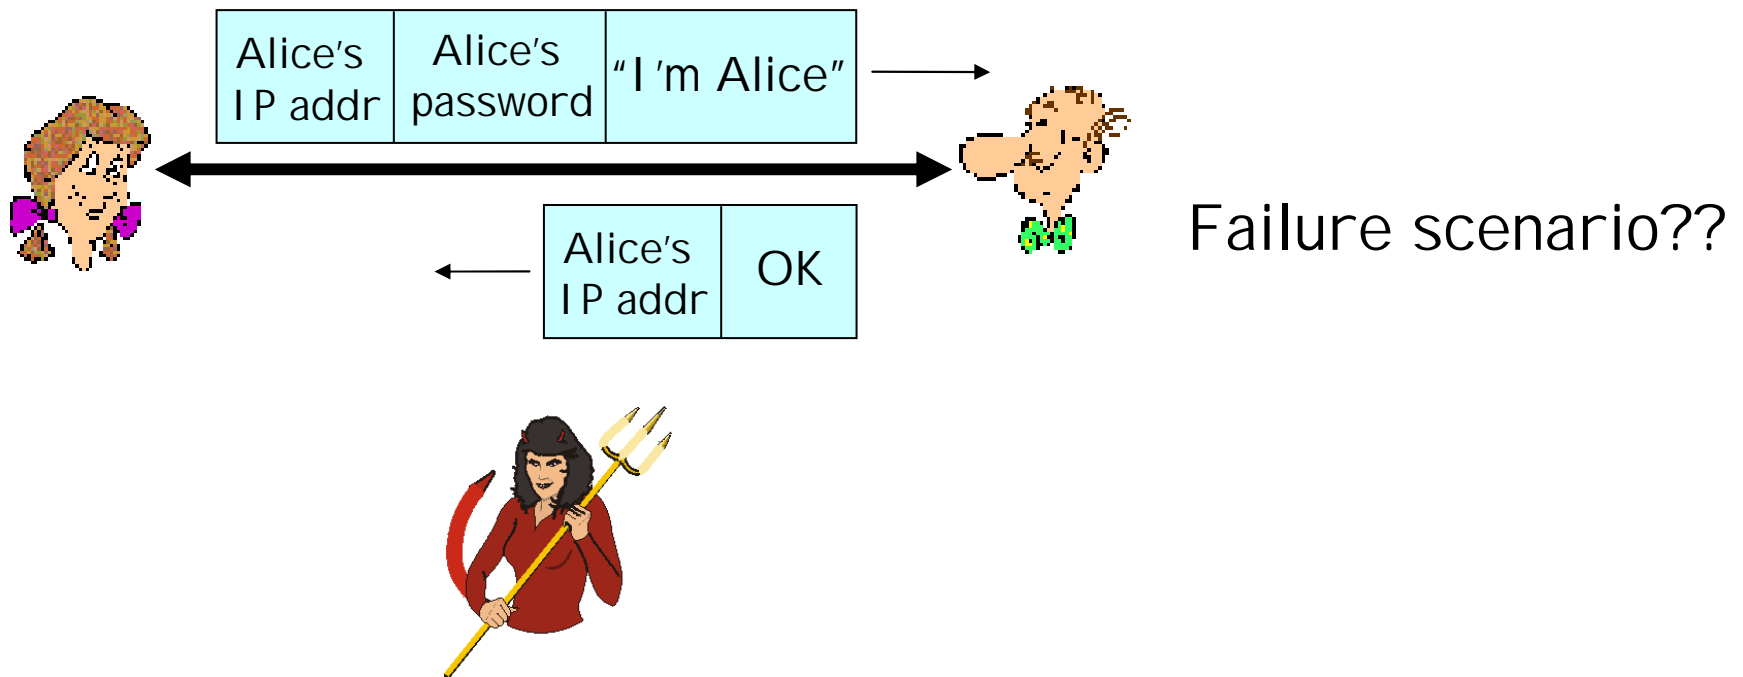 Alice's
IP addr
Alice's
password
"I'm Alice"
Alice's
IP addr
OK
Failure scenario??